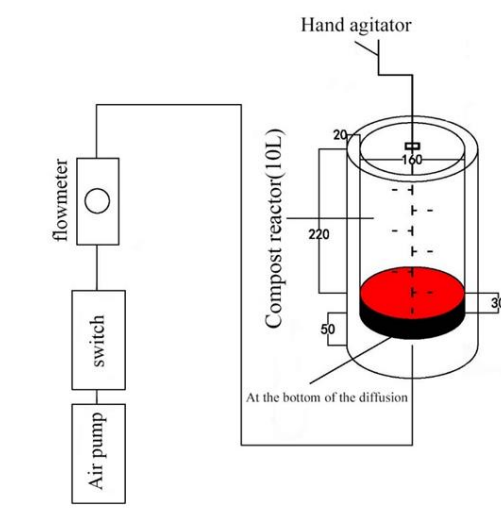 Hand agitator
20
160
flowmeter
Compost reactor(10L)
220
30
50
switch
At the bottom of the diffusion
Air pump